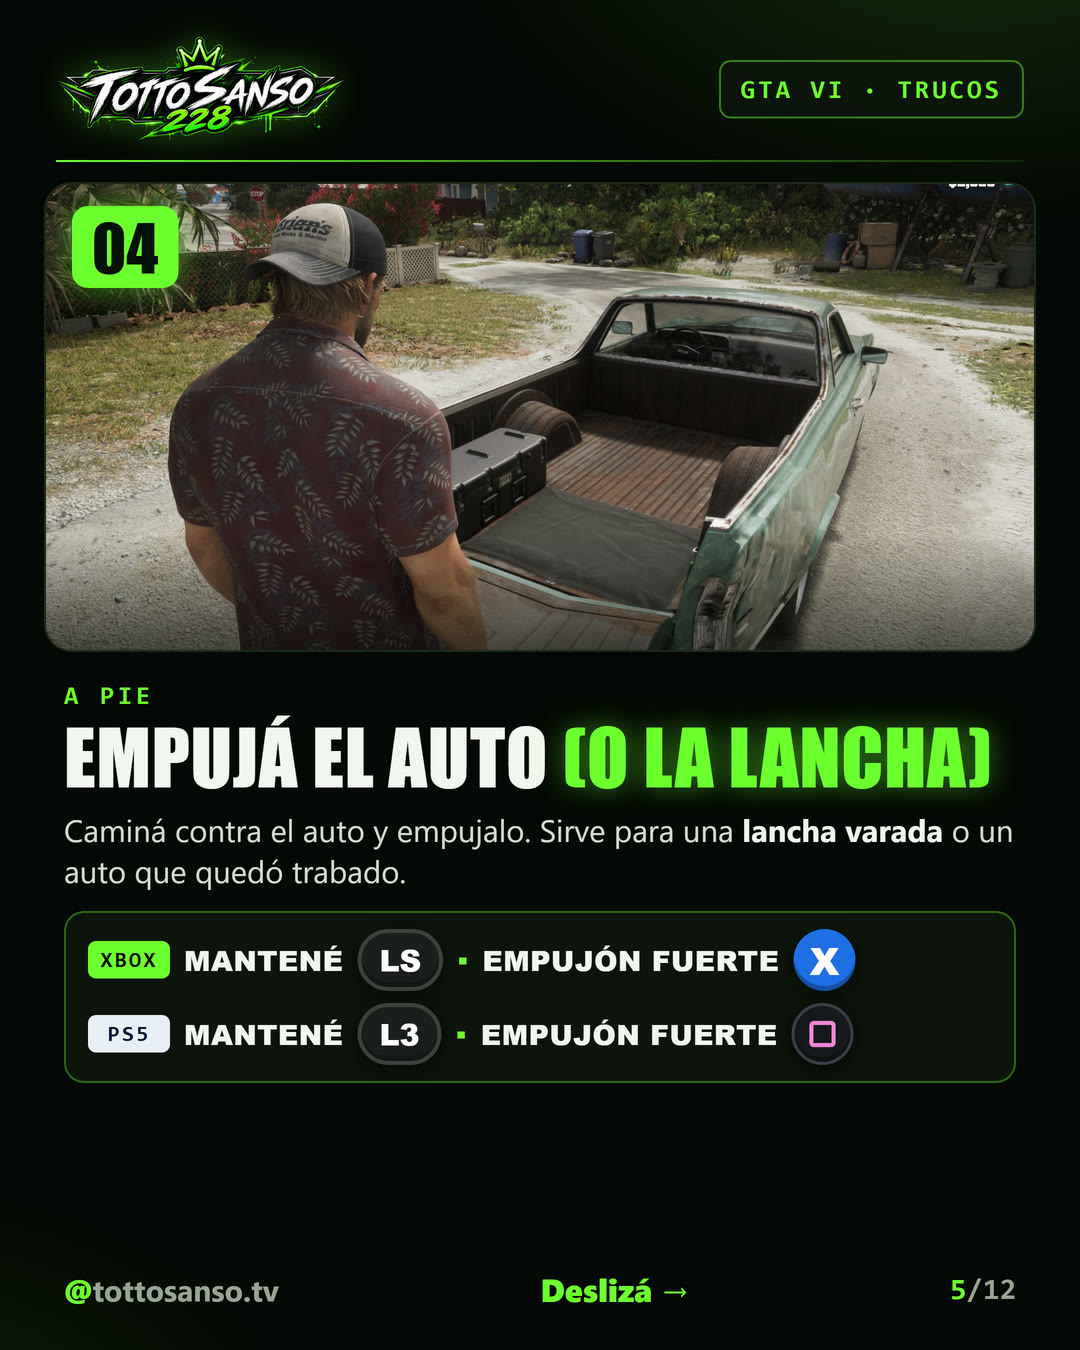 TOTTOSANSO
228
GTA VI · TRUCOS
04
STOP
A PIE
EMPUJÁ EL AUTO (O LA LANCHA)
Caminá contra el auto y empujalo. Sirve para una lancha varada o un
auto que quedó trabado.
XBOX MANTENÉ LS · EMPUJÓN FUERTE X
PS5 MANTENÉ L3 · EMPUJÓN FUERTE
@tottosanso.tv
Deslizá →
5/12